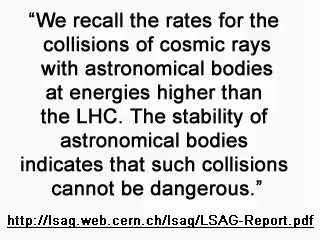 “We recall the rates for the
collisions of cosmic rays
with astronomical bodies
at energies higher than
the LHC. The stability of
astronomical bodies
indicates that such collisions
cannot be dangerous.”
http://lsag.web.cern.ch/lsag/LSAG-Report.pdf